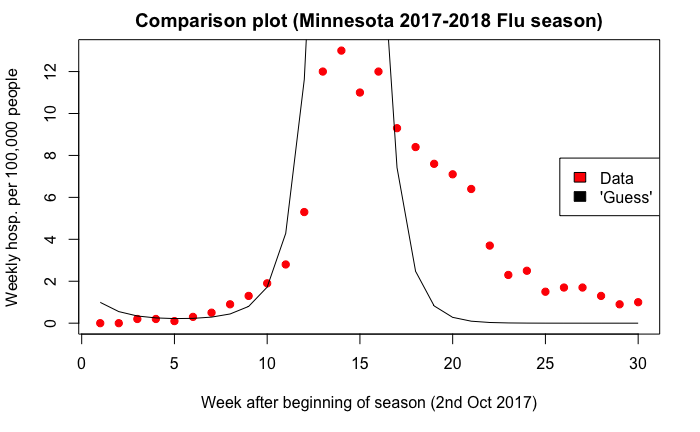 Comparison plot (Minnesota 2017-2018 Flu season)
Weekly hosp. per 100,000 people
12
10
8
6
4
2
0
Data
'Guess'
0 5 10 15 20 25 30
Week after beginning of season (2nd Oct 2017)